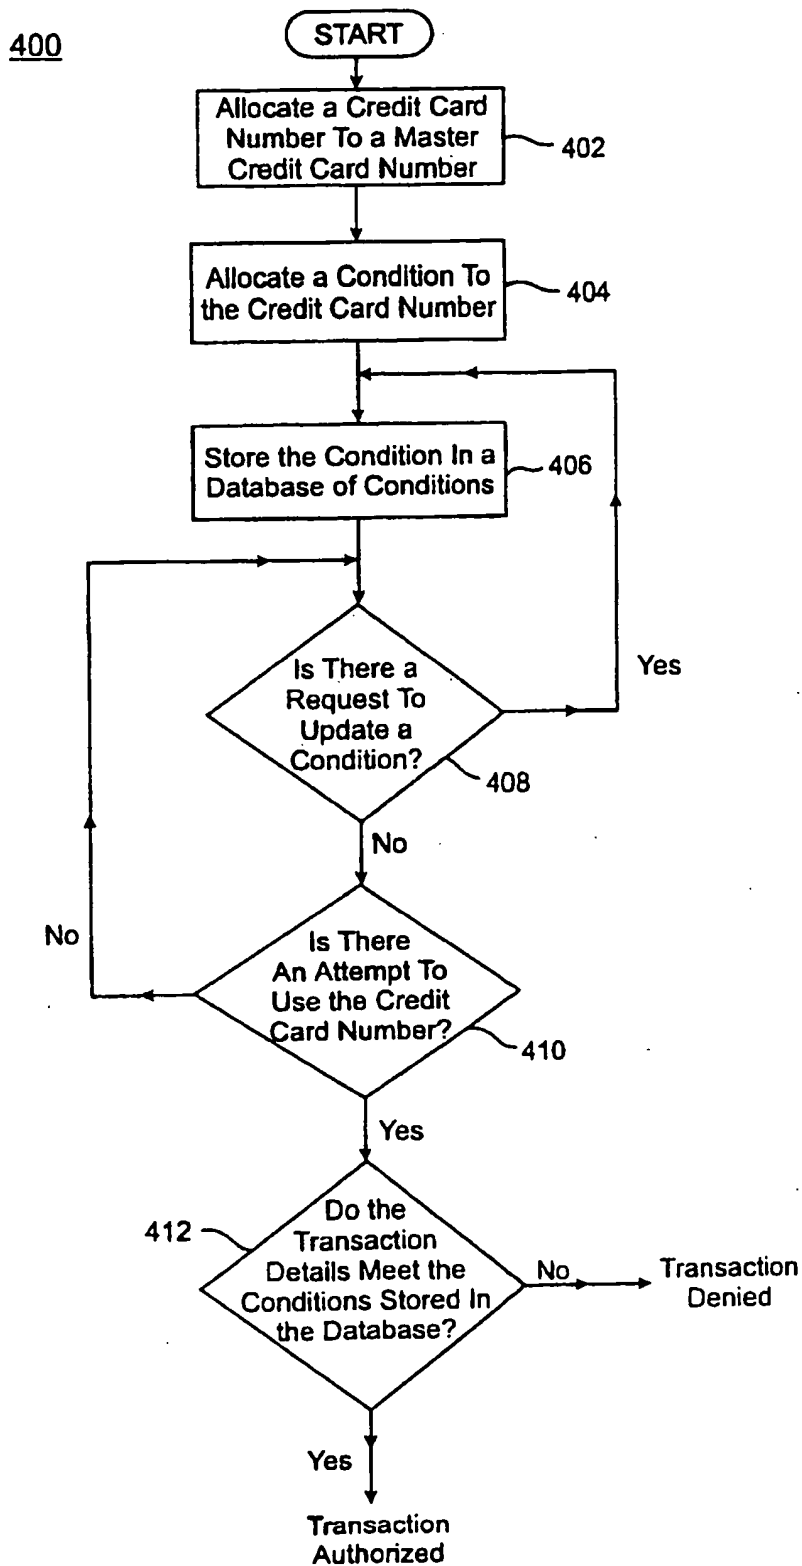 400
START
Allocate a Credit Card
Number To a Master
Credit Card Number
402
Allocate a Condition To
the Credit Card Number
404
Store the Condition In a
Database of Conditions
406
Is There a
Request To
Update a
Condition?
408
Yes
No
Is There
An Attempt To
Use the Credit
Card Number?
410
No
Yes
412
Do the
Transaction
Details Meet the
Conditions Stored In
the Database?
No
Transaction
Denied
Yes
Transaction
Authorized